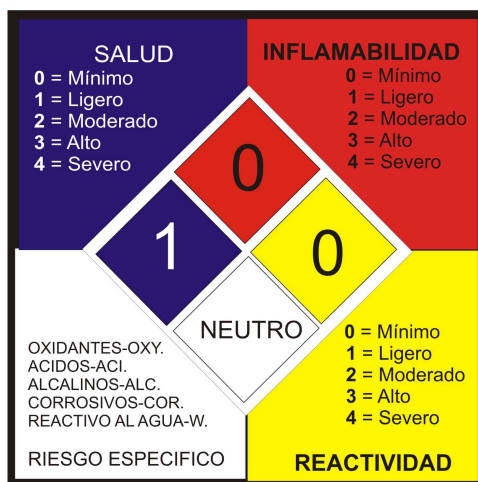 SALUD
0 = Mínimo
1 = Ligero
2 = Moderado
3 = Alto
4 = Severo
INFLAMABILIDAD
0 = Mínimo
1 = Ligero
2 = Moderado
3 = Alto
4 = Severo
0
1
0
NEUTRO
OXIDANTES-OXY.
ACIDOS-ACI.
ALCALINOS-ALC.
CORROSIVOS-COR.
REACTIVO AL AGUA-W.
RIESGO ESPECIFICO
0 = Mínimo
1 = Ligero
2 = Moderado
3 = Alto
4 = Severo
REACTIVIDAD